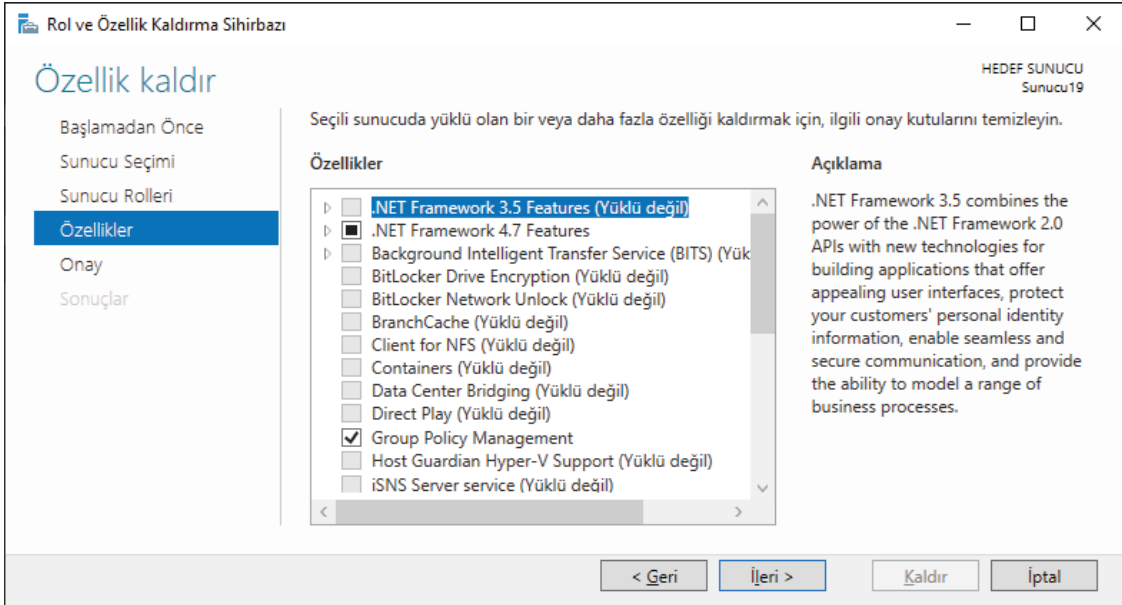 Rol ve Özellik Kaldırma Sihirbazı
Özellik kaldır
HEDEF SUNUCU
Sunucu19
Başlamadan Önce
Sunucu Seçimi
Sunucu Rolleri
Özellikler
Onay
Sonuçlar
Seçili sunucuda yüklü olan bir veya daha fazla özelliği kaldırmak için, ilgili onay kutularını temizleyin.
Özellikler
.NET Framework 3.5 Features (Yüklü değil)
.NET Framework 4.7 Features
Background Intelligent Transfer Service (BITS) (Yük
BitLocker Drive Encryption (Yüklü değil)
BitLocker Network Unlock (Yüklü değil)
BranchCache (Yüklü değil)
Client for NFS (Yüklü değil)
Containers (Yüklü değil)
Data Center Bridging (Yüklü değil)
Direct Play (Yüklü değil)
Group Policy Management
Host Guardian Hyper-V Support (Yüklü değil)
iSNS Server service (Yüklü değil)
Açıklama
.NET Framework 3.5 combines the
power of the .NET Framework 2.0
APIs with new technologies for
building applications that offer
appealing user interfaces, protect
your customers' personal identity
information, enable seamless and
secure communication, and provide
the ability to model a range of
business processes.
< Geri
İleri >
Kaldır
İptal